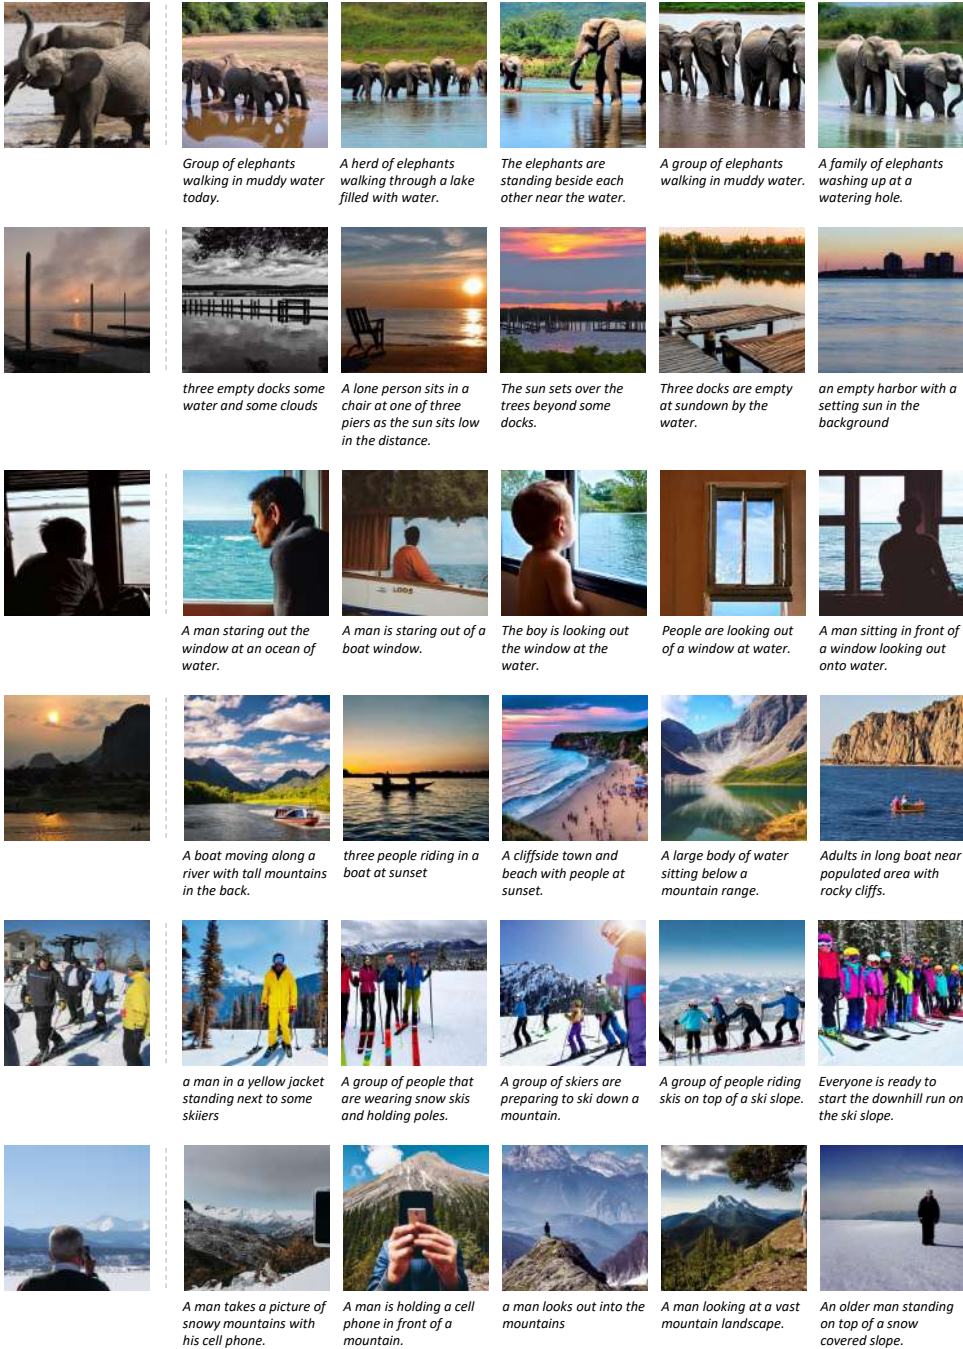 Group of elephants
walking in muddy water
today.
A herd of elephants
walking through a lake
filled with water.
The elephants are
standing beside each
other near the water.
A group of elephants
walking in muddy water.
A family of elephants
washing up at a
watering hole.
three empty docks some
water and some clouds
A lone person sits in a
chair at one of three
piers as the sun sits low
in the distance.
The sun sets over the
trees beyond some
docks.
Three docks are empty
at sundown by the
water.
an empty harbor with a
setting sun in the
background
LOOS
A man staring out the
window at an ocean of
water.
A man is staring out of a
boat window.
The boy is looking out
the window at the
water.
People are looking out
of a window at water.
A man sitting in front of
a window looking out
onto water.
A boat moving along a
river with tall mountains
in the back.
three people riding in a
boat at sunset
A cliffside town and
beach with people at
sunset.
A large body of water
sitting below a
mountain range.
Adults in long boat near
populated area with
rocky cliffs.
a man in a yellow jacket
standing next to some
skiiers
A group of people that
are wearing snow skis
and holding poles.
A group of skiers are
preparing to ski down a
mountain.
A group of people riding
skis on top of a ski slope.
Everyone is ready to
start the downhill run on
the ski slope.
A man takes a picture of
snowy mountains with
his cell phone.
A man is holding a cell
phone in front of a
mountain.
a man looks out into the
mountains
A man looking at a vast
mountain landscape.
An older man standing
on top of a snow
covered slope.